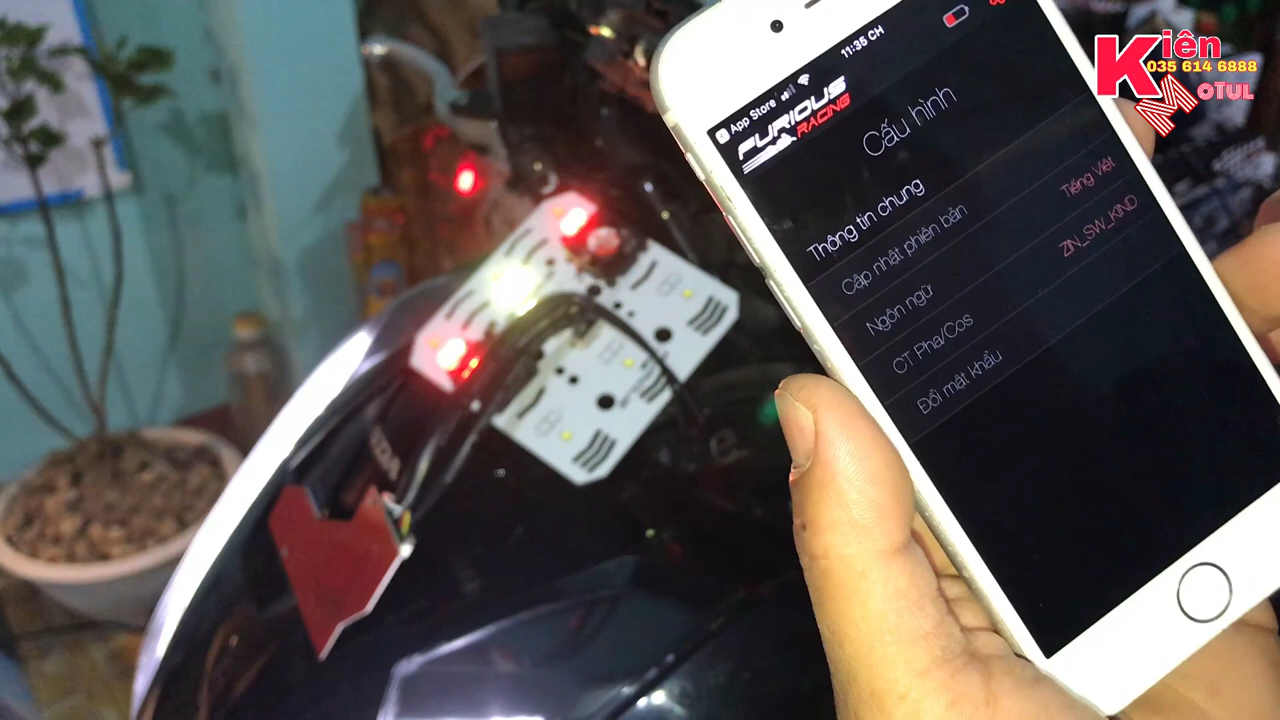 Kiên
035 614 6888
MOTUL
App Store
11:35 CH
FURIOUS
RACING
Cấu hình
Thông tin chung
Cập nhật phiên bản
Ngôn ngữ Tiếng Việt
CT Pha/Cos ZIN_SW_KIND
Đổi mật khẩu